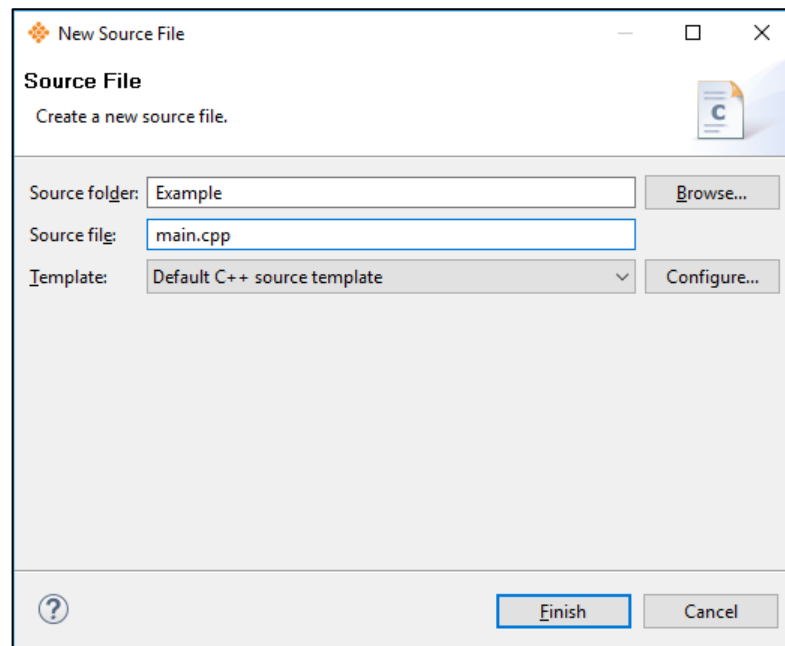 New Source File
Source File
Create a new source file.
C
Source folder: Example Browse...
Source file: main.cpp
Template: Default C++ source template Configure...
?
Finish Cancel